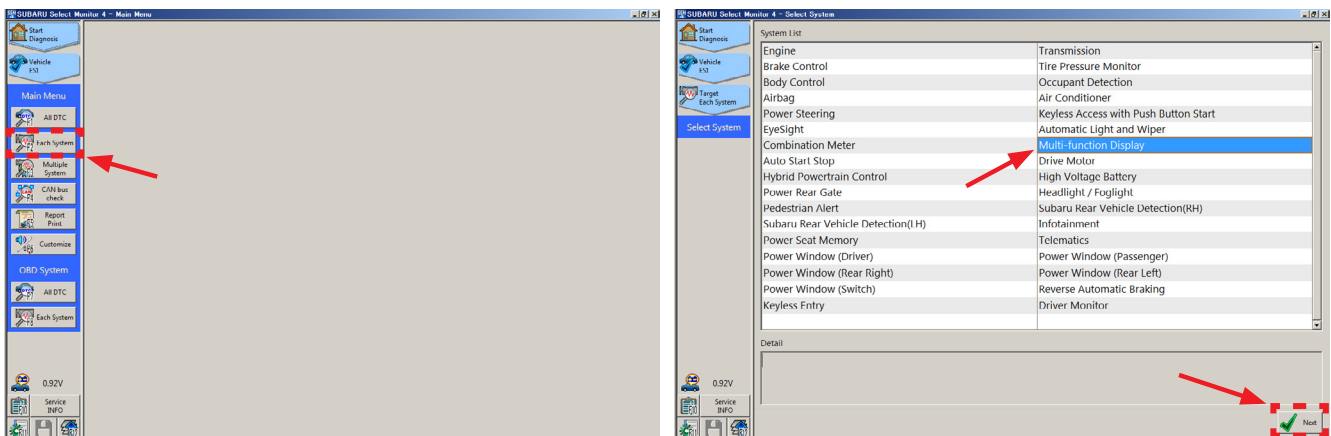 SUBARU Select Monitor 4 - Main Menu
Start
Diagnosis
Vehicle
ESI
Main Menu
All DTC
Each System
Multiple
System
CAN bus
check
Report
Print
Customize
OBD System
All DTC
Each System
0.92V
Service
INFO
SUBARU Select Monitor 4 - Select System
Start
Diagnosis
Vehicle
ESI
Target
Each System
Select System
0.92V
Service
INFO
System List
Engine
Transmission
Brake Control
Tire Pressure Monitor
Body Control
Occupant Detection
Airbag
Air Conditioner
Power Steering
Keyless Access with Push Button Start
EyeSight
Automatic Light and Wiper
Combination Meter
Multi-function Display
Auto Start Stop
Drive Motor
Hybrid Powertrain Control
High Voltage Battery
Power Rear Gate
Headlight / Foglight
Pedestrian Alert
Subaru Rear Vehicle Detection(RH)
Subaru Rear Vehicle Detection(LH)
Infotainment
Power Seat Memory
Telematics
Power Window (Driver)
Power Window (Passenger)
Power Window (Rear Right)
Power Window (Rear Left)
Power Window (Switch)
Reverse Automatic Braking
Keyless Entry
Driver Monitor
Detail
Next